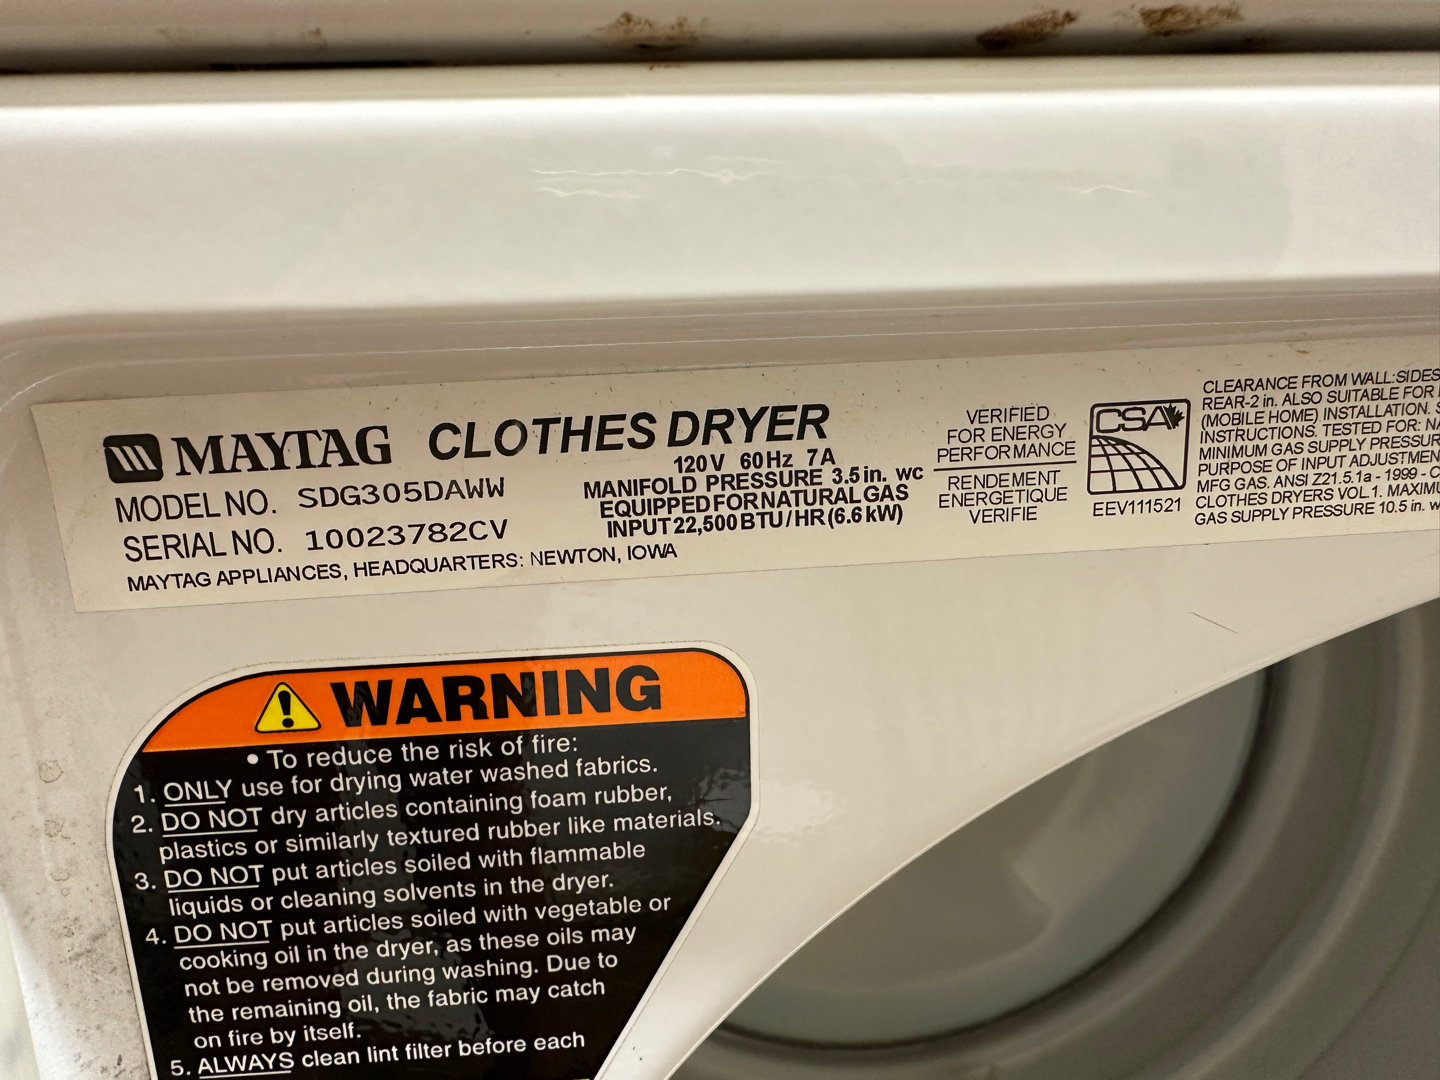 MAYTAG CLOTHES DRYER
MODEL NO. SDG305DAWW
SERIAL NO. 10023782CV
MAYTAG APPLIANCES, HEADQUARTERS: NEWTON, IOWA
120V 60Hz 7A
MANIFOLD PRESSURE 3.5 in. wc
EQUIPPED FOR NATURAL GAS
INPUT 22,500 BTU/HR (6.6 kW)
VERIFIED
FOR ENERGY
PERFORMANCE
RENDEMENT
ENERGETIQUE
VERIFIE
CSA
EEV111521
CLEARANCE FROM WALL:SIDES
REAR-2 in. ALSO SUITABLE FOR
(MOBILE HOME) INSTALLATION.
INSTRUCTIONS. TESTED FOR:
MINIMUM GAS SUPPLY PRESSUR
PURPOSE OF INPUT ADJUSTMEN
MFG GAS. ANSI Z21.5.1a - 1999 - C
CLOTHES DRYERS VOL 1. MAXIMU
GAS SUPPLY PRESSURE 10.5 in. w
WARNING
• To reduce the risk of fire:
1. ONLY use for drying water washed fabrics.
2. DO NOT dry articles containing foam rubber,
plastics or similarly textured rubber like materials.
3. DO NOT put articles soiled with flammable
liquids or cleaning solvents in the dryer.
4. DO NOT put articles soiled with vegetable or
cooking oil in the dryer, as these oils may
not be removed during washing. Due to
the remaining oil, the fabric may catch
on fire by itself.
5. ALWAYS clean lint filter before each